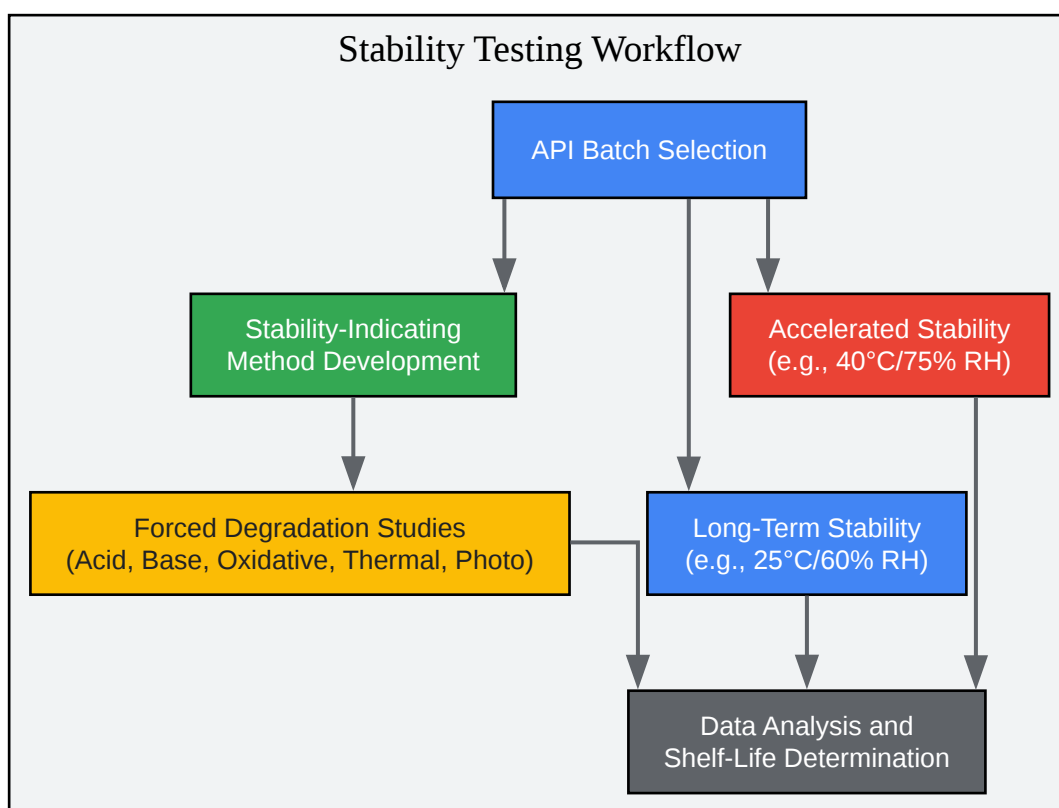 Stability Testing Workflow
API Batch Selection
Stability-Indicating
Method Development
Accelerated Stability
(e.g., 40°C/75% RH)
Forced Degradation Studies
(Acid, Base, Oxidative, Thermal, Photo)
Long-Term Stability
(e.g., 25°C/60% RH)
Data Analysis and
Shelf-Life Determination